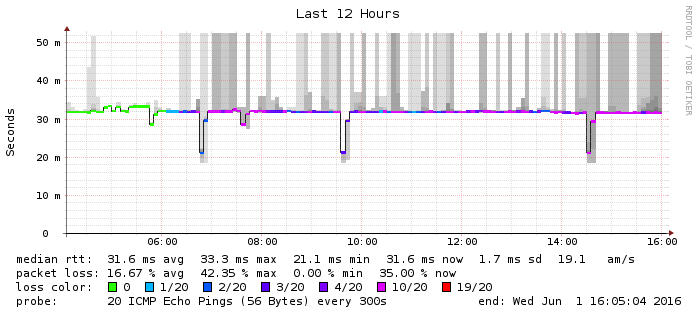 Last 12 Hours
RRDTOOL / TOBI OETIKER
Seconds
50 m
40 m
30 m
20 m
10 m
0
06:00 08:00 10:00 12:00 14:00 16:00
median rtt: 31.6 ms avg 33.3 ms max 21.1 ms min 31.6 ms now 1.7 ms sd 19.1 am/s
packet loss: 16.67 % avg 42.35 % max 0.00 % min 35.00 % now
loss color: 0 1/20 2/20 3/20 4/20 10/20 19/20
probe: 20 ICMP Echo Pings (56 Bytes) every 300s end: Wed Jun 1 16:05:04 2016